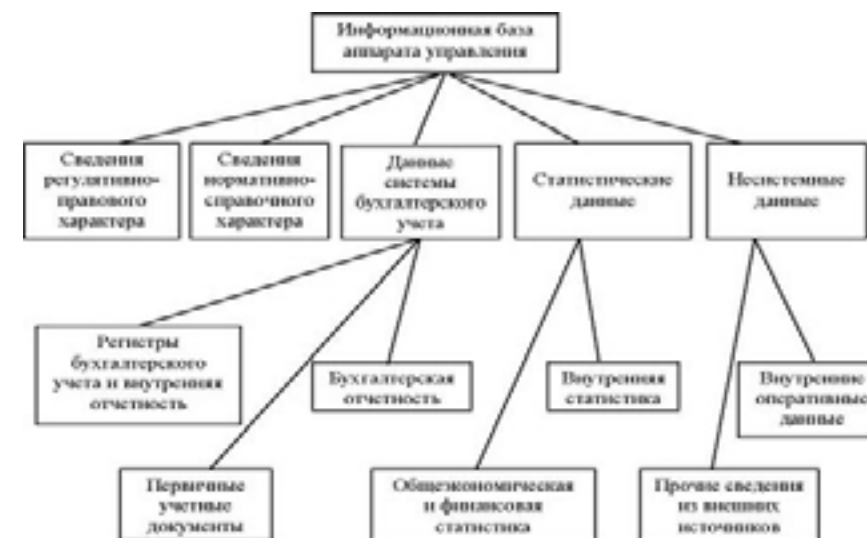 Информационная база
аппарата управления
Сведения
регулятивно-
правового
характера
Сведения
нормативно-
справочного
характера
Данные
системы
бухгалтерского
учета
Статистические
данные
Несистемные
данные
Регистры
бухгалтерского
учета и внутренняя
отчетность
Бухгалтерская
отчетность
Внутренняя
статистика
Внутренние
оперативные
данные
Первичные
учетные
документы
Общеэкономическая
и финансовая
статистика
Прочие сведения
из внешних
источников